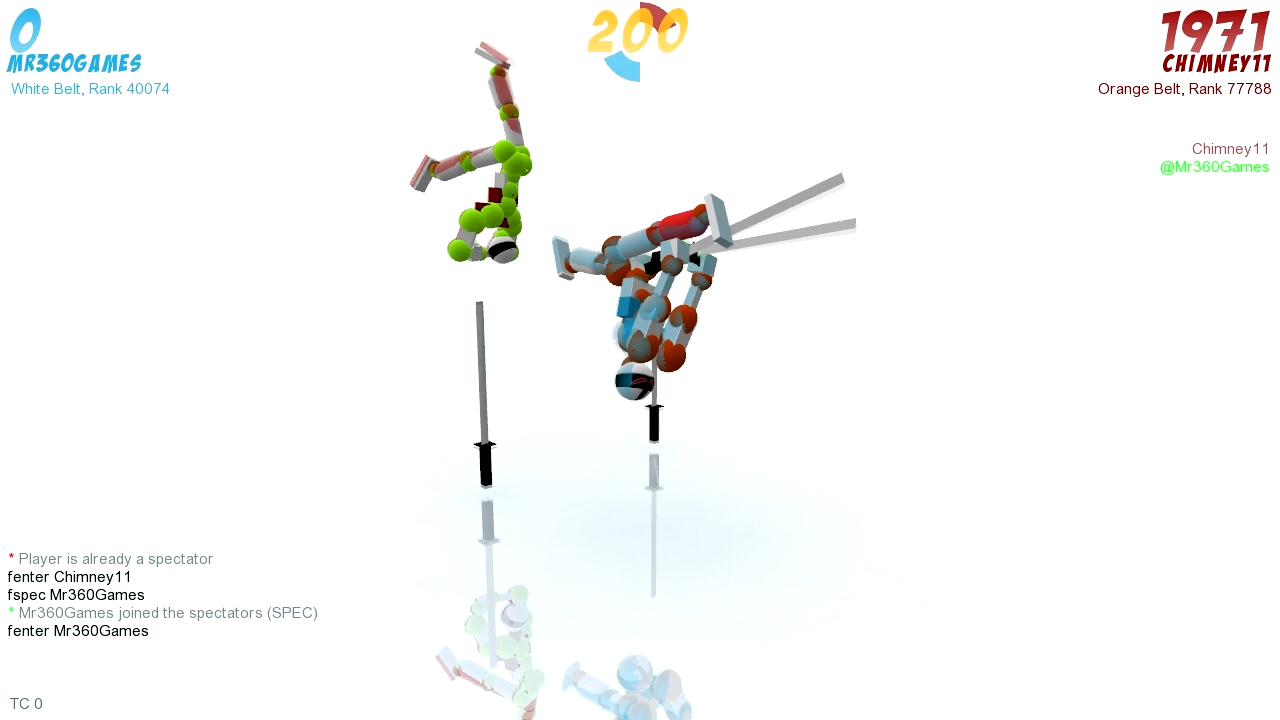 0
MR360GAMES
White Belt, Rank 40074
200
1971
CHIMNEY11
Orange Belt, Rank 77788
Chimney11
@Mr360Games
* Player is already a spectator
fenter Chimney11
fspec Mr360Games
* Mr360Games joined the spectators (SPEC)
fenter Mr360Games
TC 0